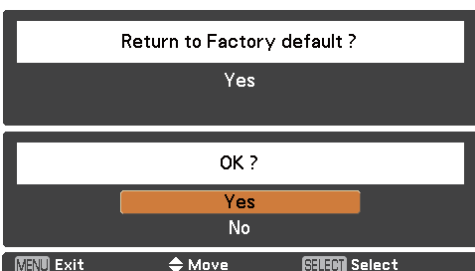 Return to Factory default ?
Yes
OK ?
Yes
No
MENU Exit Move SELECT Select